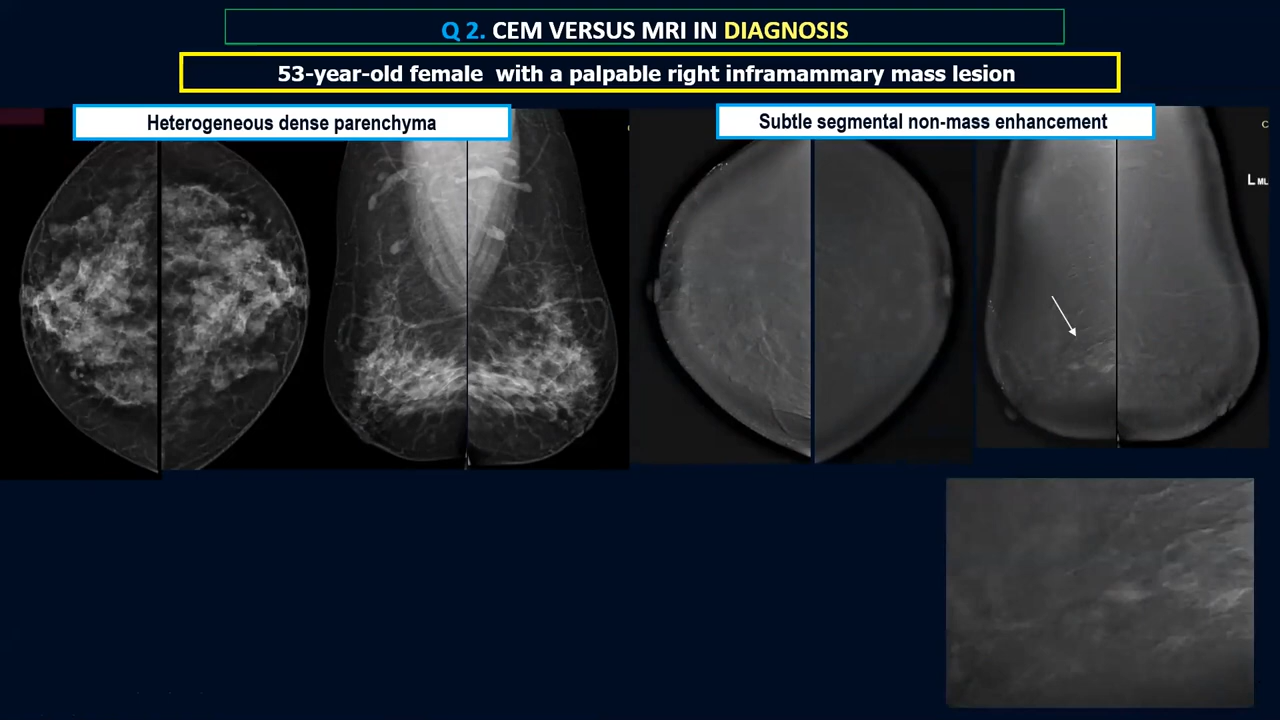 Q 2. CEM VERSUS MRI IN DIAGNOSIS
53-year-old female with a palpable right inframammary mass lesion
Heterogeneous dense parenchyma
Subtle segmental non-mass enhancement
C
L ML